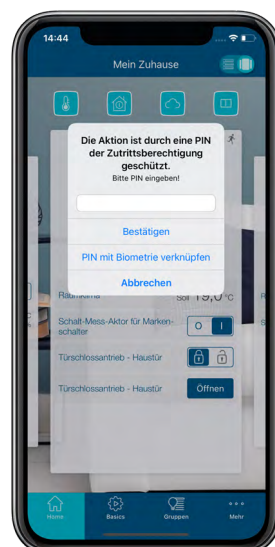 14:44
Mein Zuhause
Die Aktion ist durch eine PIN
der Zutrittsberechtigung
geschützt.
Bitte PIN eingeben!
Bestätigen
PIN mit Biometrie verknüpfen
Abbrechen
Raumklima
Soll 19,0 °C
Schalt-Mess-Aktor für Marken-
schalter
O I
Türschlossantrieb - Haustür
Türschlossantrieb - Haustür
Öffnen
Home
Basics
Gruppen
Mehr